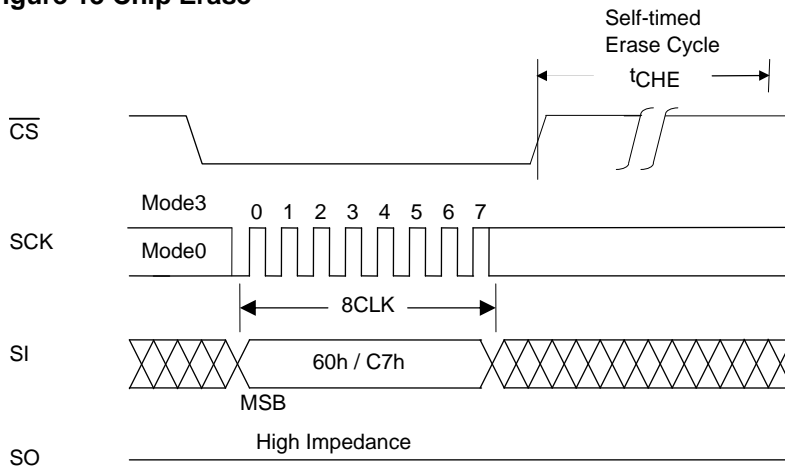 Figure 16 Chip Erase
Self-timed
Erase Cycle
tCHE
CS
Mode3
0 1 2 3 4 5 6 7
SCK
Mode0
8CLK
SI
60h / C7h
MSB
High Impedance
SO